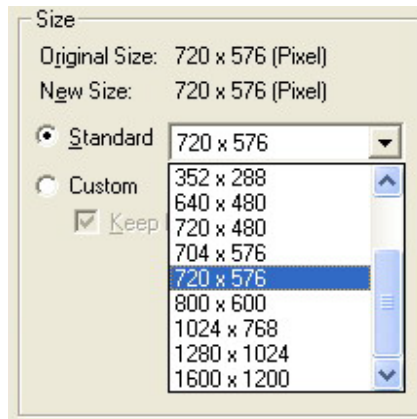 Size
Original Size: 720 x 576 (Pixel)
New Size: 720 x 576 (Pixel)
Standard 720 x 576
Custom
Keep
352 x 288
640 x 480
720 x 480
704 x 576
720 x 576
800 x 600
1024 x 768
1280 x 1024
1600 x 1200